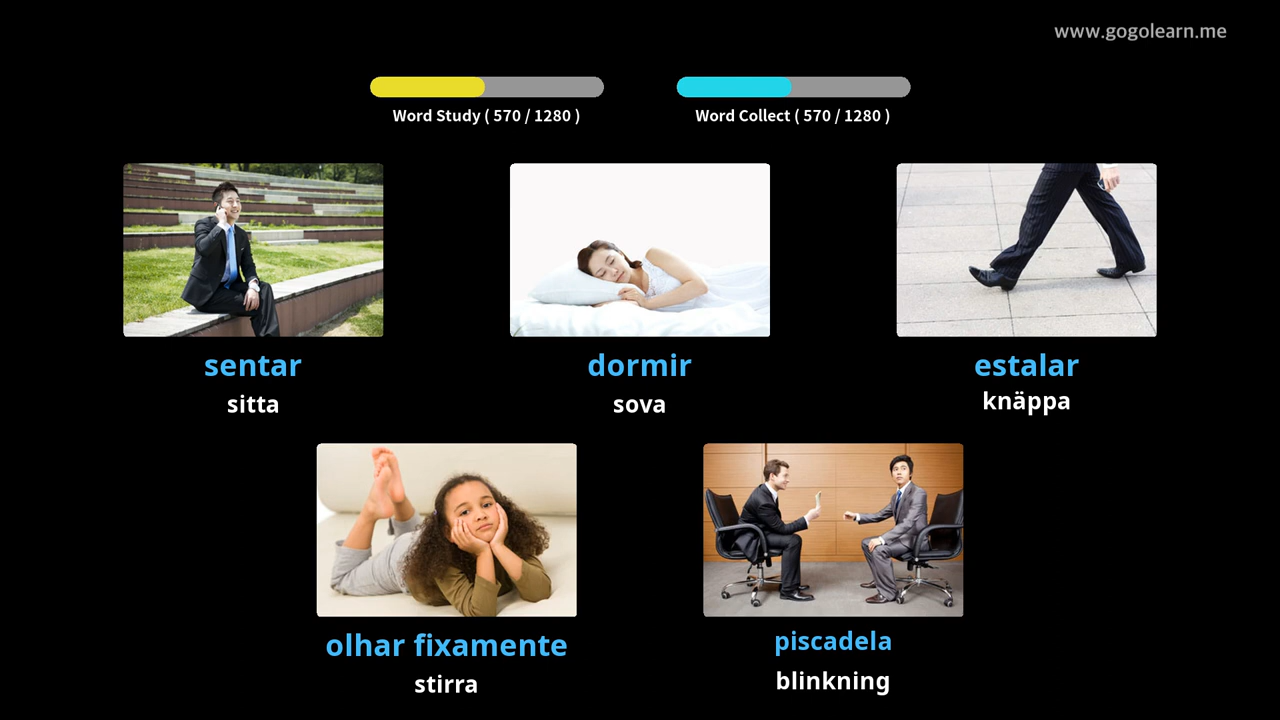 www.gogolearn.me
Word Study ( 570 / 1280 )
Word Collect ( 570 / 1280 )
sentar
sitta
dormir
sova
estalar
knäppa
olhar fixamente
stirra
piscadela
blinkning